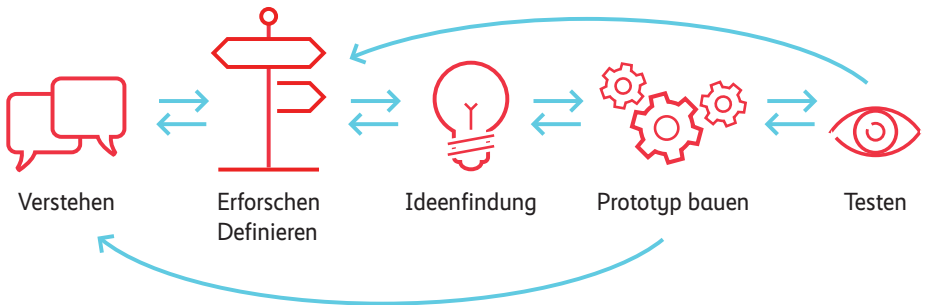 Verstehen
Erforschen
Definieren
Ideenfindung
Prototyp bauen
Testen